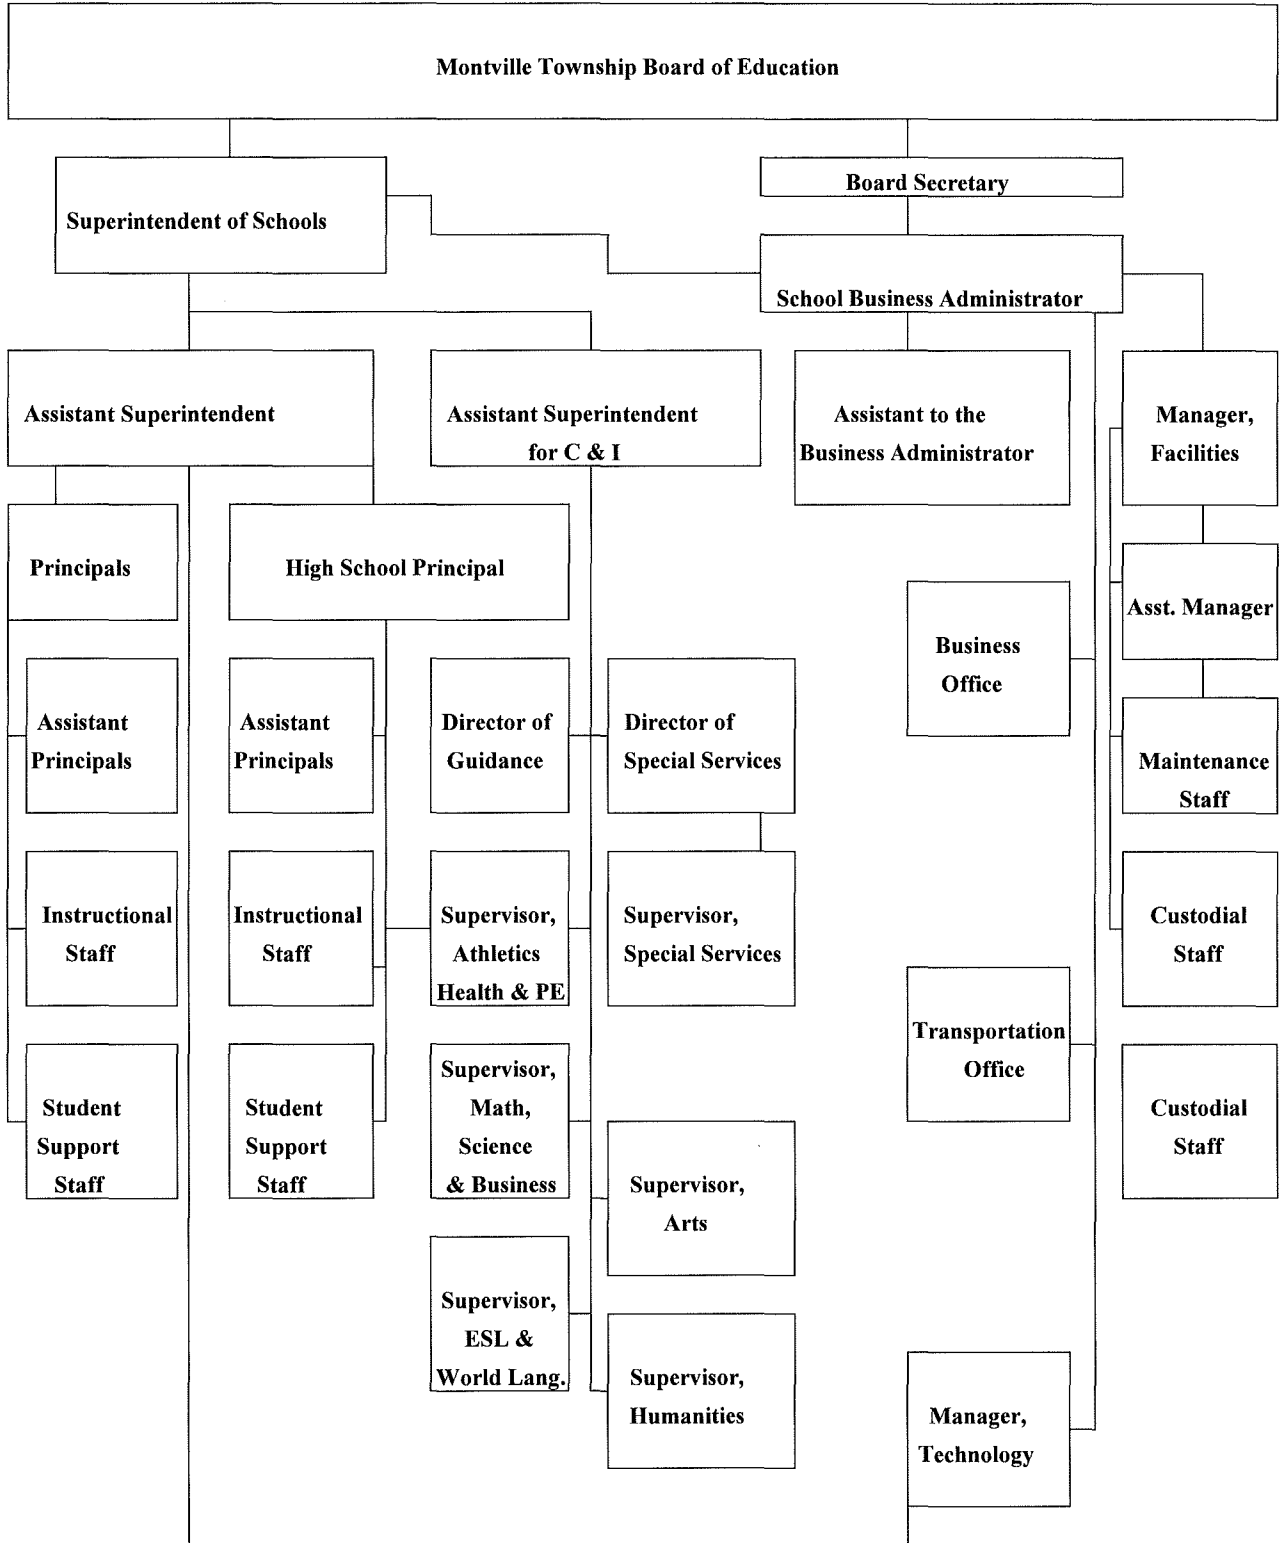 Montville Township Board of Education
Board Secretary
Superintendent of Schools
School Business Administrator
Assistant Superintendent
Assistant Superintendent
for C & I
Assistant to the
Business Administrator
Manager,
Facilities
Principals
High School Principal
Asst. Manager
Business
Office
Assistant
Principals
Assistant
Principals
Director of
Guidance
Director of
Special Services
Maintenance
Staff
Instructional
Staff
Instructional
Staff
Supervisor,
Athletics
Health & PE
Supervisor,
Special Services
Custodial
Staff
Transportation
Office
Student
Support
Staff
Student
Support
Staff
Supervisor,
Math,
Science
& Business
Custodial
Staff
Supervisor,
Arts
Supervisor,
ESL &
World Lang.
Supervisor,
Humanities
Manager,
Technology